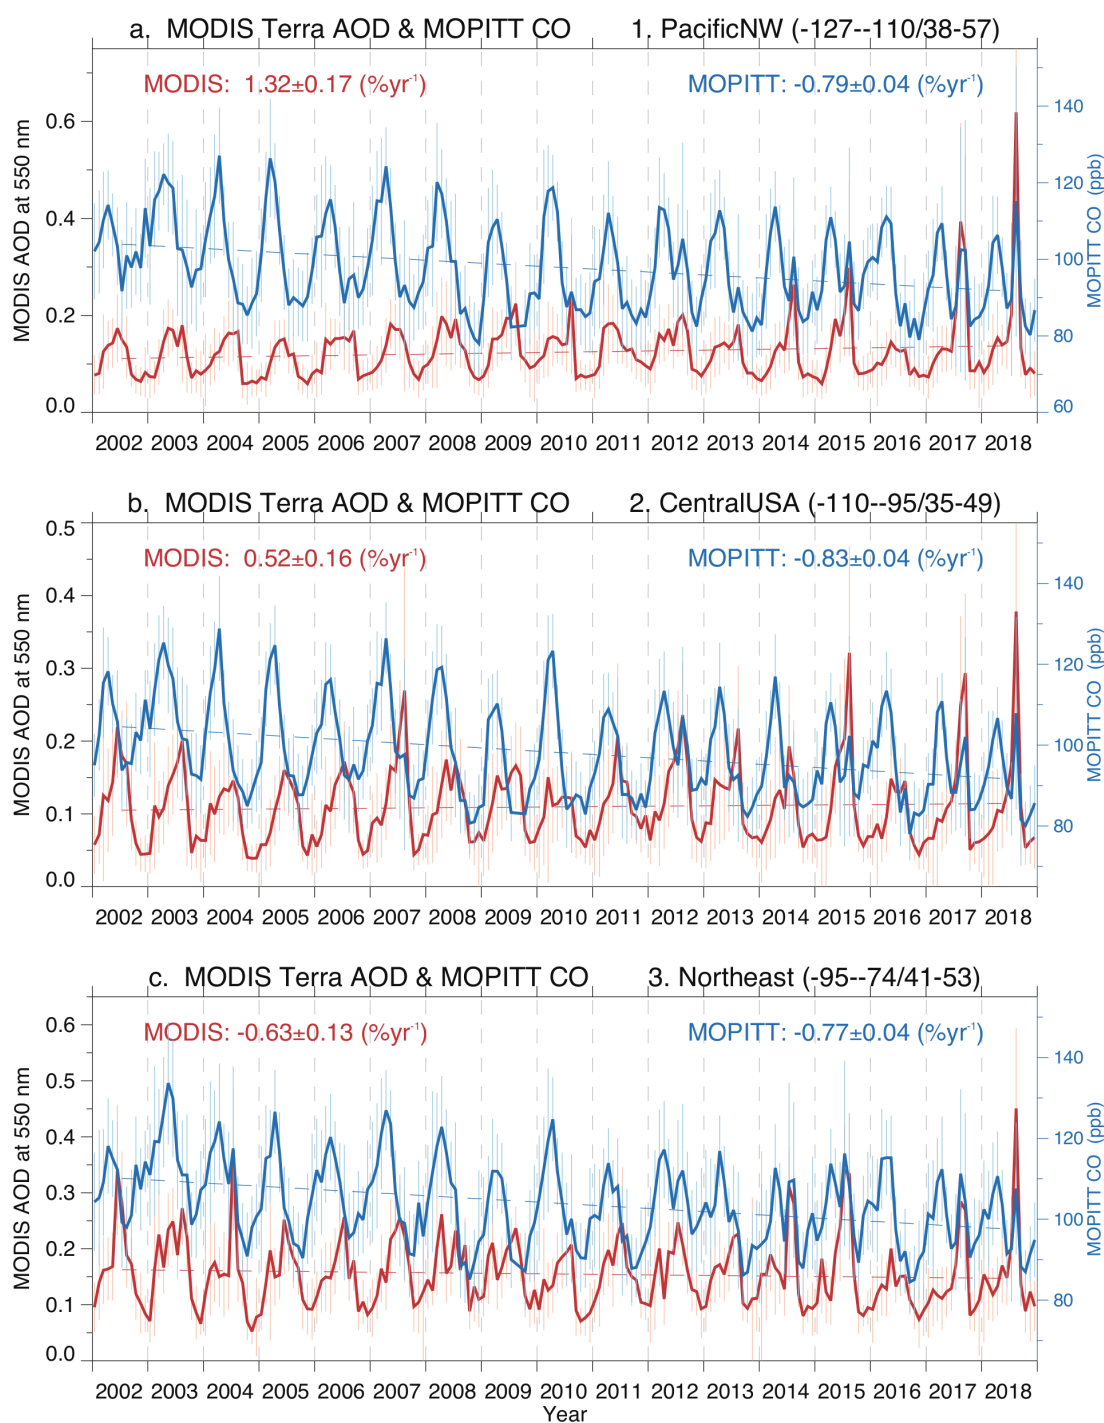 a. MODIS Terra AOD & MOPITT CO 1. PacificNW (-127--110/38-57)
MODIS: 1.32±0.17 (%yr⁻¹) MOPITT: -0.79±0.04 (%yr⁻¹)
MODIS AOD at 550 nm
0.6
0.4
0.2
0.0
140
120
100
80
60
MOPITT CO (ppb)
2002 2003 2004 2005 2006 2007 2008 2009 2010 2011 2012 2013 2014 2015 2016 2017 2018
b. MODIS Terra AOD & MOPITT CO 2. CentralUSA (-110--95/35-49)
MODIS: 0.52±0.16 (%yr⁻¹) MOPITT: -0.83±0.04 (%yr⁻¹)
MODIS AOD at 550 nm
0.5
0.4
0.3
0.2
0.1
0.0
140
120
100
80
MOPITT CO (ppb)
2002 2003 2004 2005 2006 2007 2008 2009 2010 2011 2012 2013 2014 2015 2016 2017 2018
c. MODIS Terra AOD & MOPITT CO 3. Northeast (-95--74/41-53)
MODIS: -0.63±0.13 (%yr⁻¹) MOPITT: -0.77±0.04 (%yr⁻¹)
MODIS AOD at 550 nm
0.6
0.5
0.4
0.3
0.2
0.1
0.0
140
120
100
80
MOPITT CO (ppb)
2002 2003 2004 2005 2006 2007 2008 2009 2010 2011 2012 2013 2014 2015 2016 2017 2018
Year